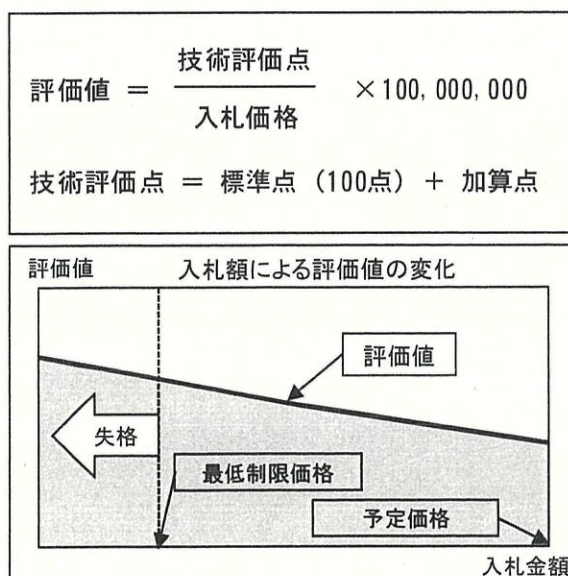 技術評価点
評価値 = ―――― ×100,000,000
入札価格
技術評価点 = 標準点 (100点) + 加算点
評価値 入札額による評価値の変化
評価値
失格
最低制限価格
予定価格
入札金額